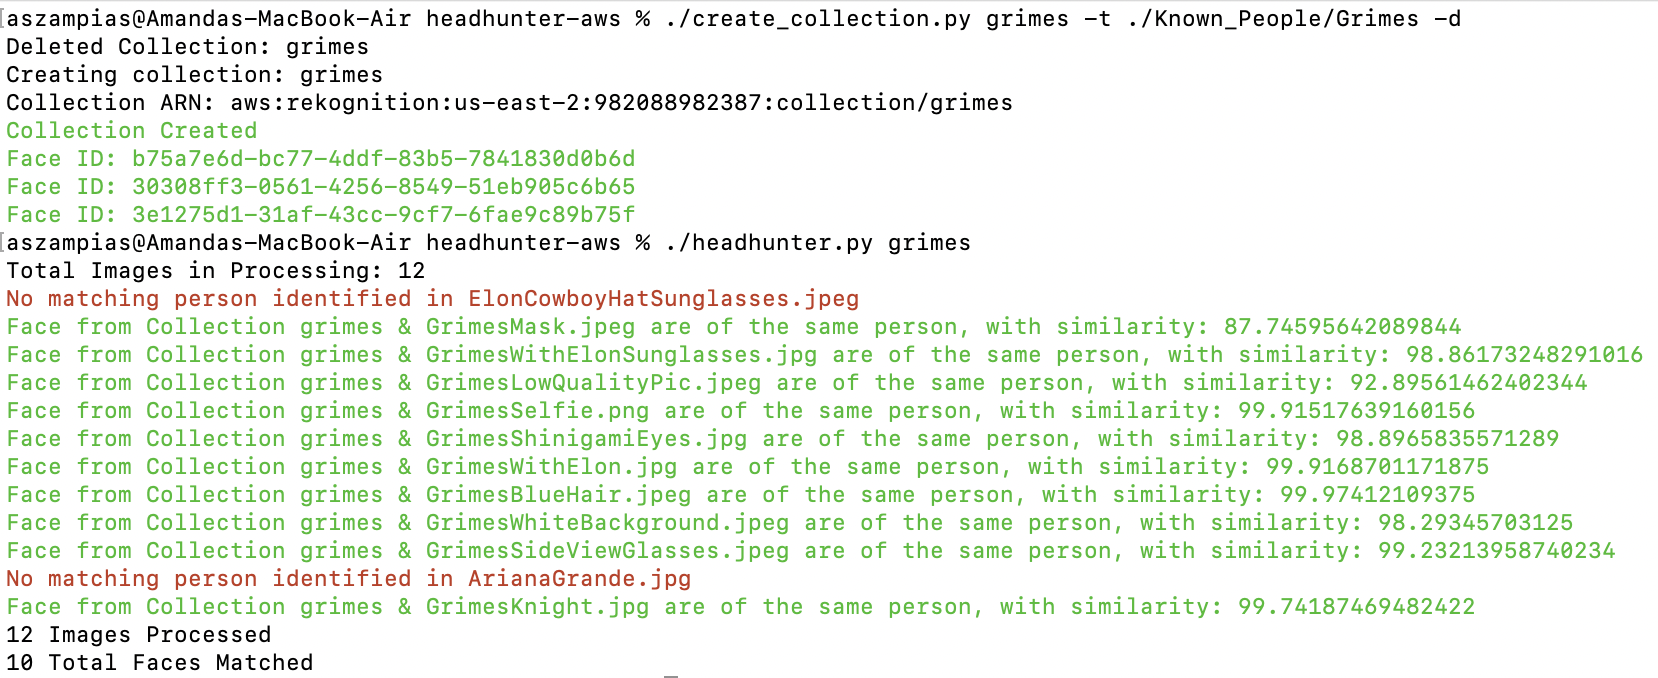 [aszampias@Amandas-MacBook-Air headhunter-aws % ./create_collection.py grimes -t ./Known_People/Grimes -d
Deleted Collection: grimes
Creating collection: grimes
Collection ARN: aws:rekognition:us-east-2:982088982387:collection/grimes
Collection Created
Face ID: b75a7e6d-bc77-4ddf-83b5-7841830d0b6d
Face ID: 30308ff3-0561-4256-8549-51eb905c6b65
Face ID: 3e1275d1-31af-43cc-9cf7-6fae9c89b75f
[aszampias@Amandas-MacBook-Air headhunter-aws % ./headhunter.py grimes
Total Images in Processing: 12
No matching person identified in ElonCowboyHatSunglasses.jpeg
Face from Collection grimes & GrimesMask.jpeg are of the same person, with similarity: 87.74595642089844
Face from Collection grimes & GrimesWithElonSunglasses.jpg are of the same person, with similarity: 98.86173248291016
Face from Collection grimes & GrimesLowQualityPic.jpeg are of the same person, with similarity: 92.89561462402344
Face from Collection grimes & GrimesSelfie.png are of the same person, with similarity: 99.91517639160156
Face from Collection grimes & GrimesShinigamiEyes.jpg are of the same person, with similarity: 98.8965835571289
Face from Collection grimes & GrimesWithElon.jpg are of the same person, with similarity: 99.9168701171875
Face from Collection grimes & GrimesBlueHair.jpeg are of the same person, with similarity: 99.97412109375
Face from Collection grimes & GrimesWhiteBackground.jpeg are of the same person, with similarity: 98.29345703125
Face from Collection grimes & GrimesSideViewGlasses.jpeg are of the same person, with similarity: 99.23213958740234
No matching person identified in ArianaGrande.jpg
Face from Collection grimes & GrimesKnight.jpg are of the same person, with similarity: 99.74187469482422
12 Images Processed
10 Total Faces Matched